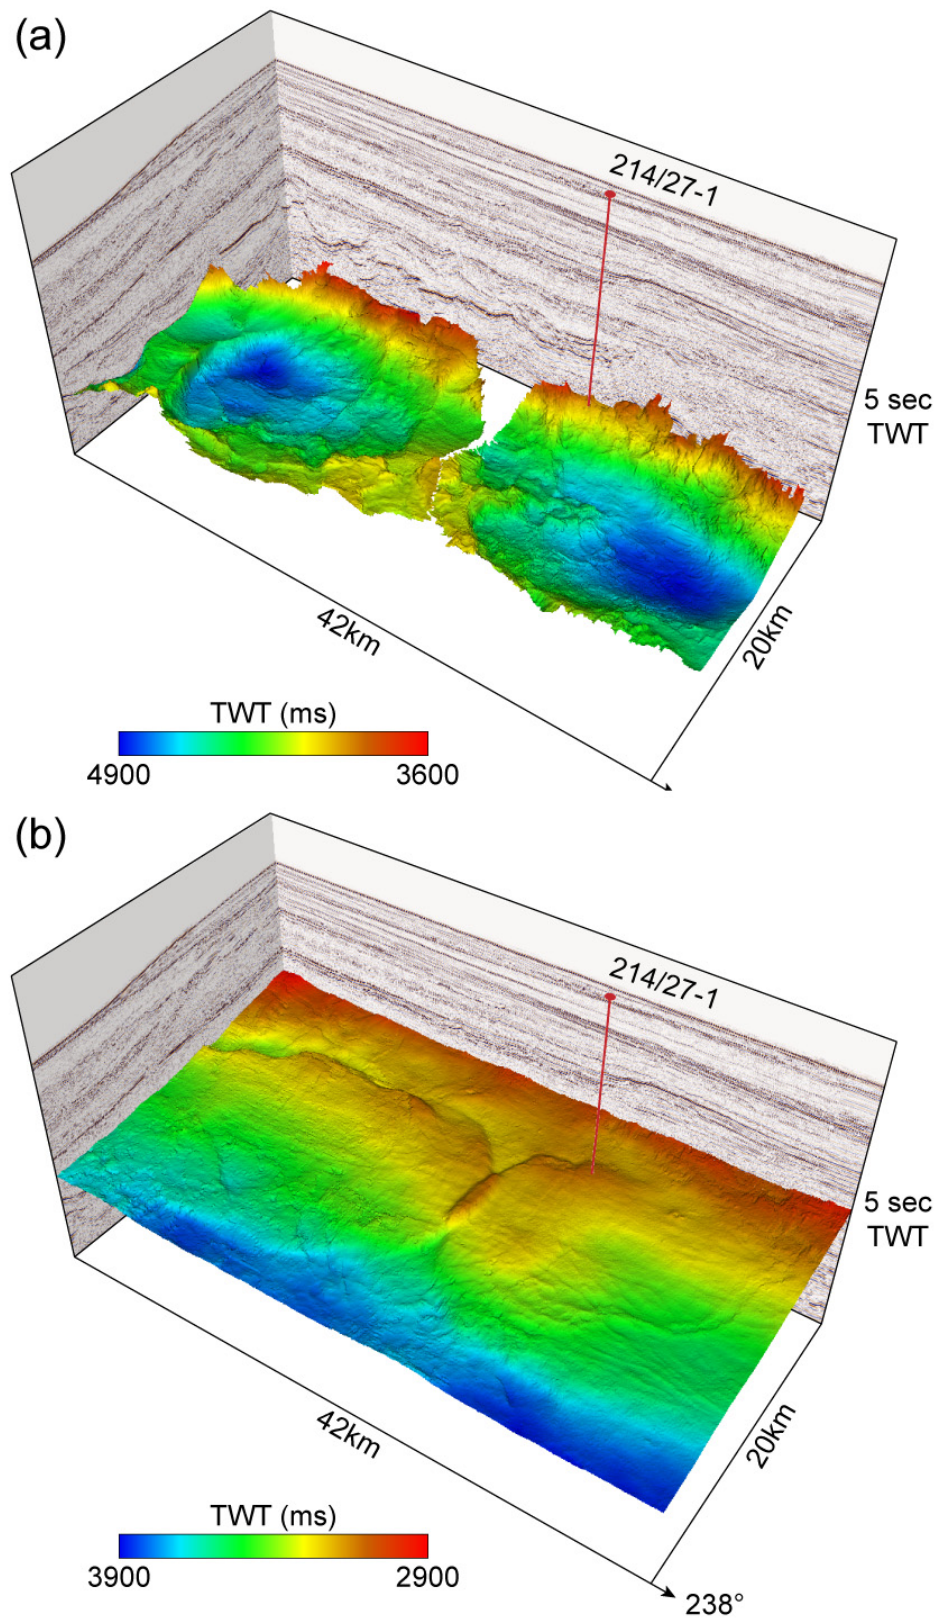 (a)
214/27-1
5 sec
TWT
42km
20km
TWT (ms)
4900
3600
(b)
214/27-1
5 sec
TWT
42km
20km
TWT (ms)
3900
2900
238°